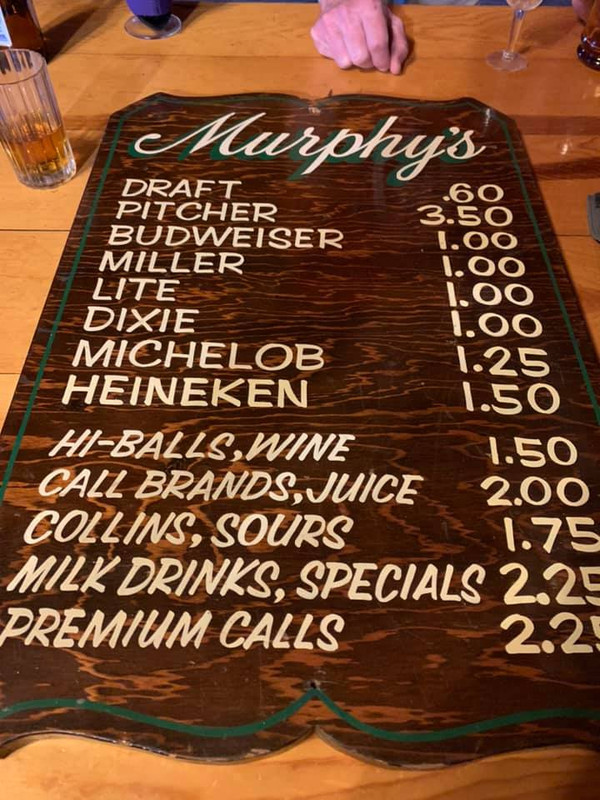 Murphy's
DRAFT .60
PITCHER 3.50
BUDWEISER 1.00
MILLER 1.00
LITE 1.00
DIXIE 1.00
MICHELOB 1.25
HEINEKEN 1.50
HI-BALLS, WINE 1.50
CALL BRANDS, JUICE 2.00
COLLINS, SOURS 1.75
MILK DRINKS, SPECIALS 2.25
PREMIUM CALLS 2.25